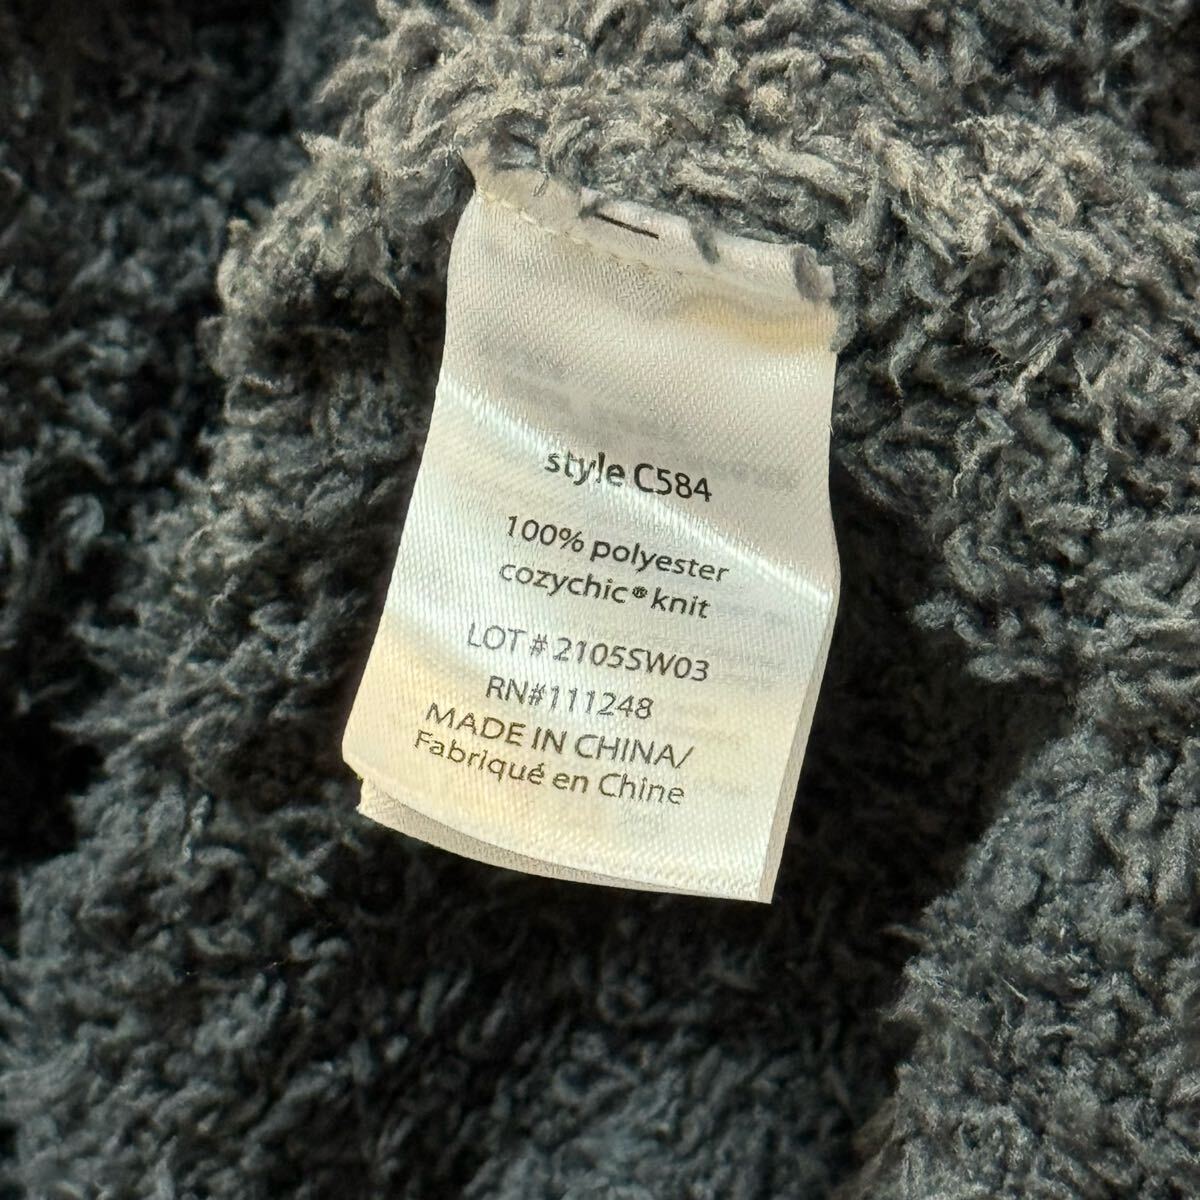 style C584
100% polyester
cozychic® knit
LOT # 2105SW03
RN#111248
MADE IN CHINA/
Fabriqué en Chine